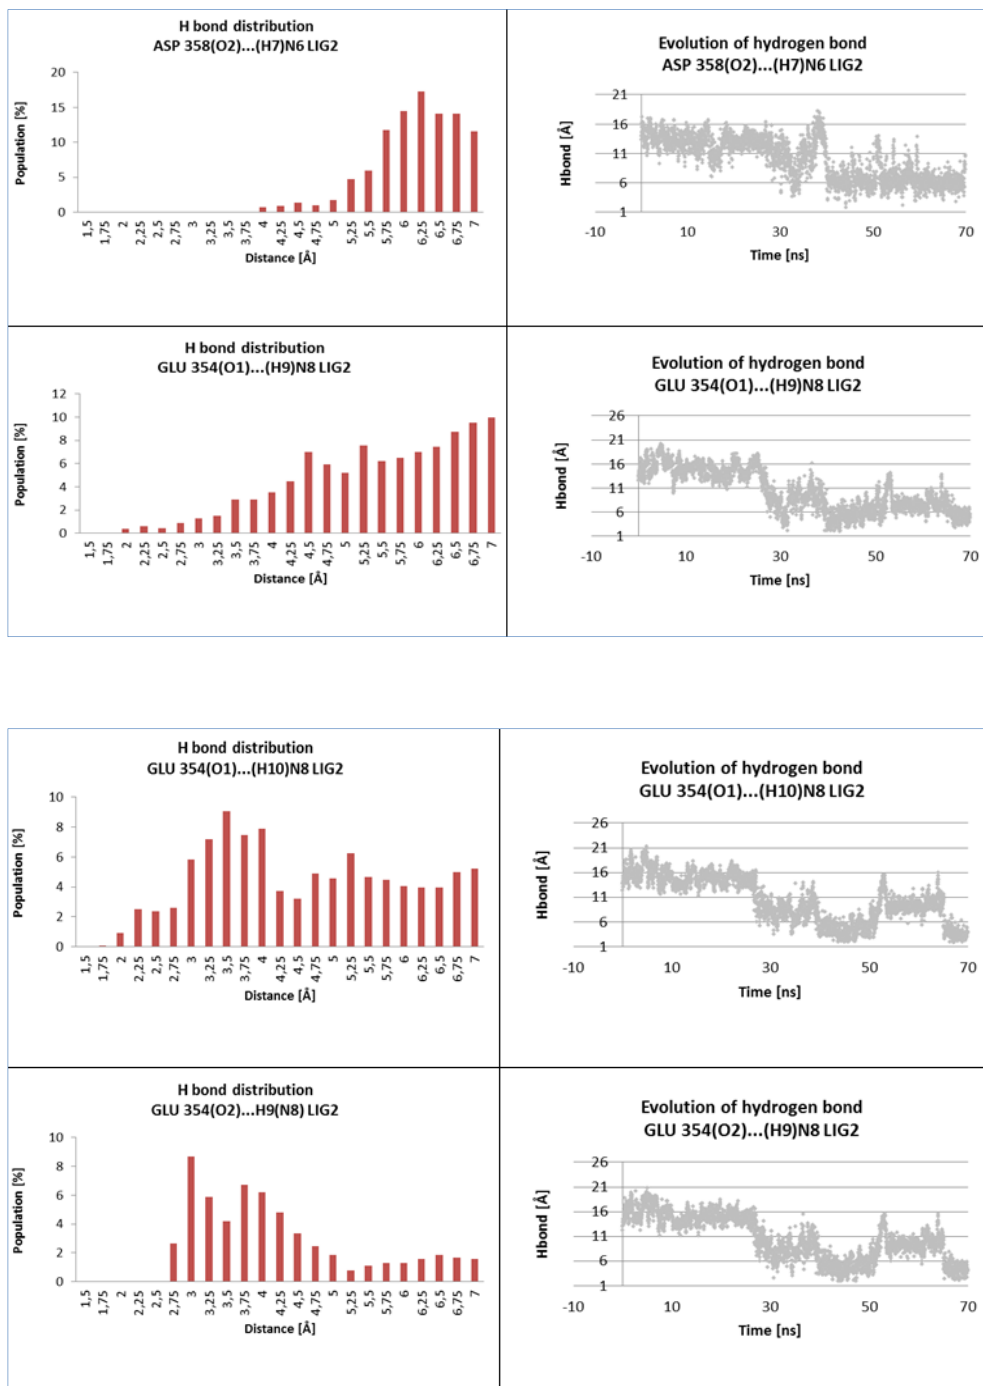 H bond distribution
ASP 358(O2)...(H7)N6 LIG2
Population [%]
20
15
10
5
0
1,5 1,75 2 2,25 2,5 2,75 3 3,25 3,5 3,75 4 4,25 4,5 4,75 5 5,25 5,5 5,75 6 6,25 6,5 6,75 7
Distance [Å]
Evolution of hydrogen bond
ASP 358(O2)...(H7)N6 LIG2
Hbond [Å]
21
16
11
6
1
-10 10 30 50 70
Time [ns]
H bond distribution
GLU 354(O1)...(H9)N8 LIG2
Population [%]
12
10
8
6
4
2
0
1,5 1,75 2 2,25 2,5 2,75 3 3,25 3,5 3,75 4 4,25 4,5 4,75 5 5,25 5,5 5,75 6 6,25 6,5 6,75 7
Distance [Å]
Evolution of hydrogen bond
GLU 354(O1)...(H9)N8 LIG2
Hbond [Å]
26
21
16
11
6
1
-10 10 30 50 70
Time [ns]
H bond distribution
GLU 354(O1)...(H10)N8 LIG2
Population [%]
10
8
6
4
2
0
1,5 1,75 2 2,25 2,5 2,75 3 3,25 3,5 3,75 4 4,25 4,5 4,75 5 5,25 5,5 5,75 6 6,25 6,5 6,75 7
Distance [Å]
Evolution of hydrogen bond
GLU 354(O1)...(H10)N8 LIG2
Hbond [Å]
26
21
16
11
6
1
-10 10 30 50 70
Time [ns]
H bond distribution
GLU 354(O2)...H9(N8) LIG2
Population [%]
10
8
6
4
2
0
1,5 1,75 2 2,25 2,5 2,75 3 3,25 3,5 3,75 4 4,25 4,5 4,75 5 5,25 5,5 5,75 6 6,25 6,5 6,75 7
Distance [Å]
Evolution of hydrogen bond
GLU 354(O2)...(H9)N8 LIG2
Hbond [Å]
26
21
16
11
6
1
-10 10 30 50 70
Time [ns]